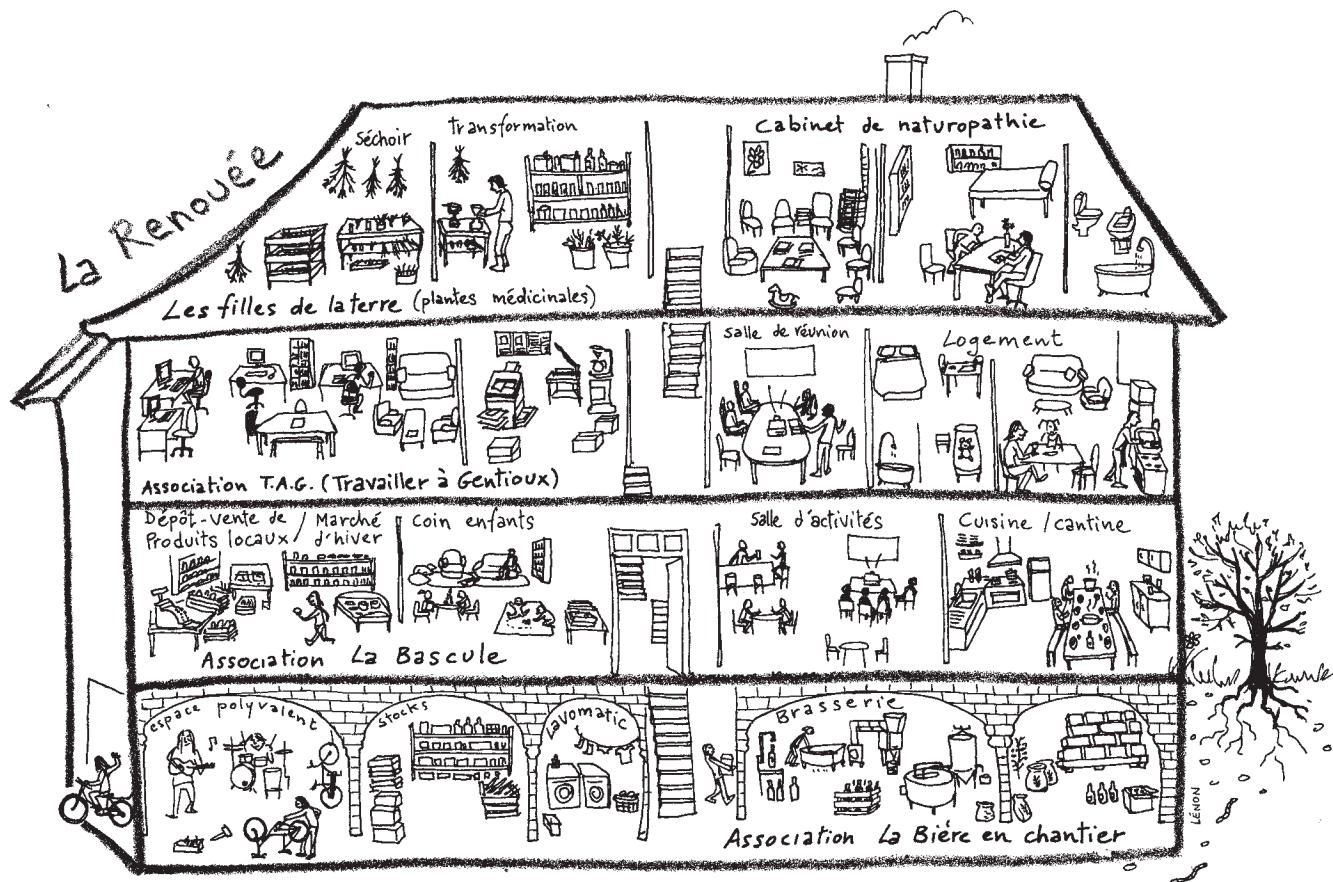 La Renouée
Séchoir
Transformation
Cabinet de naturopathie
Les filles de la terre (plantes médicinales)
Salle de réunion
Logement
Association T.A.G. (Travailler à Gentioux)
Dépôt-vente de / Marché
Produits locaux / d'hiver
Coin enfants
Salle d'activités
Cuisine / cantine
Association La Bascule
espace polyvalent
Stocks
Lavomatic
Brasserie
Association La Bière en chantier
LÉNON